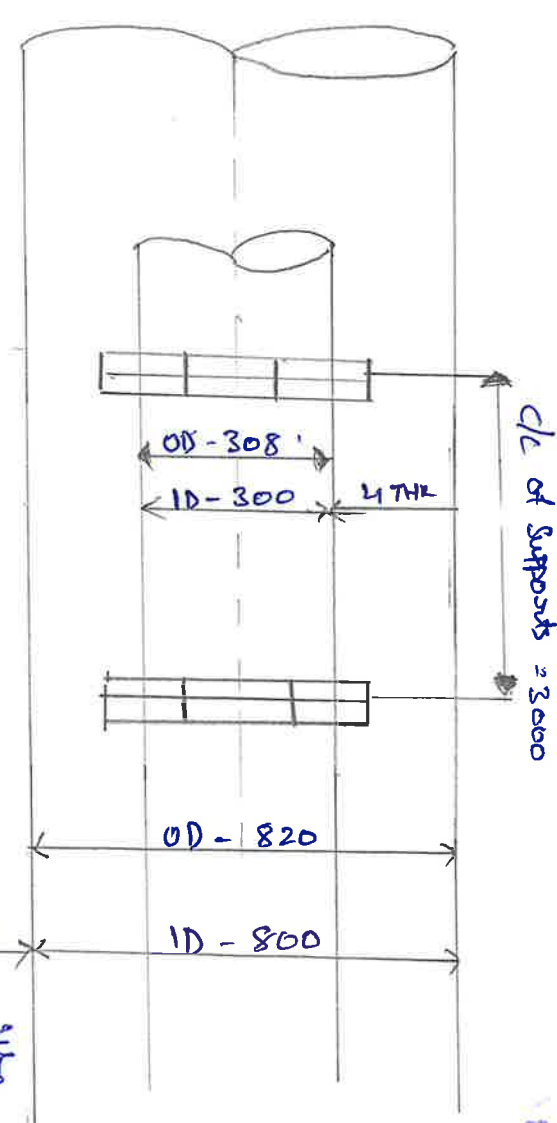 OD - 308
ID - 300
4 THK
C/C of Supports = 3000
OD - 820
ID - 800